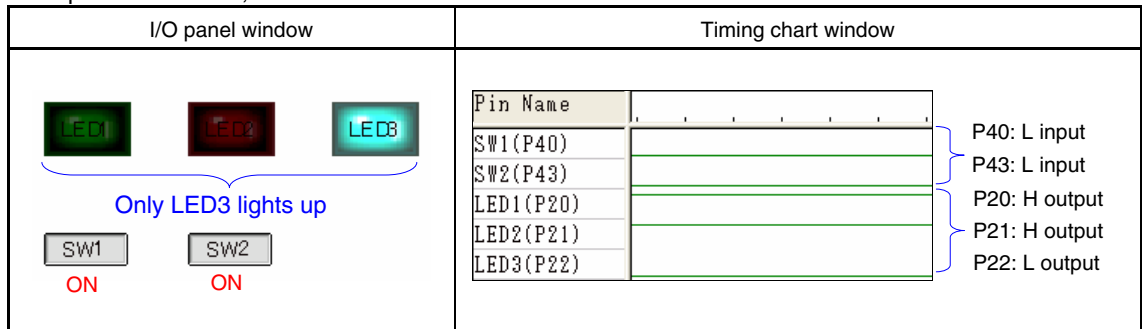 I/O panel window
Timing chart window
LED1
LED2
LED3
Only LED3 lights up
SW1
SW2
ON
ON
Pin Name
SW1(P40)
SW2(P43)
LED1(P20)
LED2(P21)
LED3(P22)
P40: L input
P43: L input
P20: H output
P21: H output
P22: L output